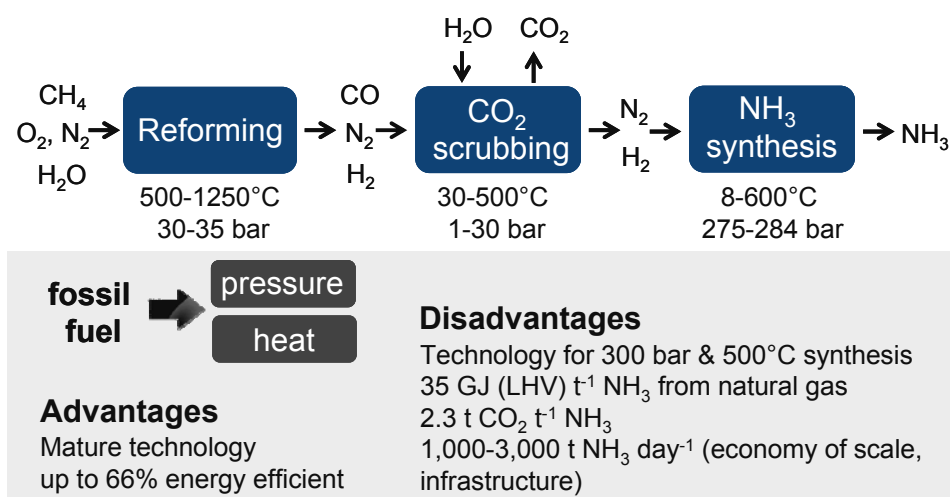 H₂O CO₂
CH₄
O₂, N₂
H₂O
Reforming
500-1250°C
30-35 bar
CO
N₂
H₂
CO₂
scrubbing
30-500°C
1-30 bar
N₂
H₂
NH₃
synthesis
8-600°C
275-284 bar
NH₃
fossil
fuel
pressure
heat
Advantages
Mature technology
up to 66% energy efficient
Disadvantages
Technology for 300 bar & 500°C synthesis
35 GJ (LHV) t⁻¹ NH₃ from natural gas
2.3 t CO₂ t⁻¹ NH₃
1,000-3,000 t NH₃ day⁻¹ (economy of scale,
infrastructure)